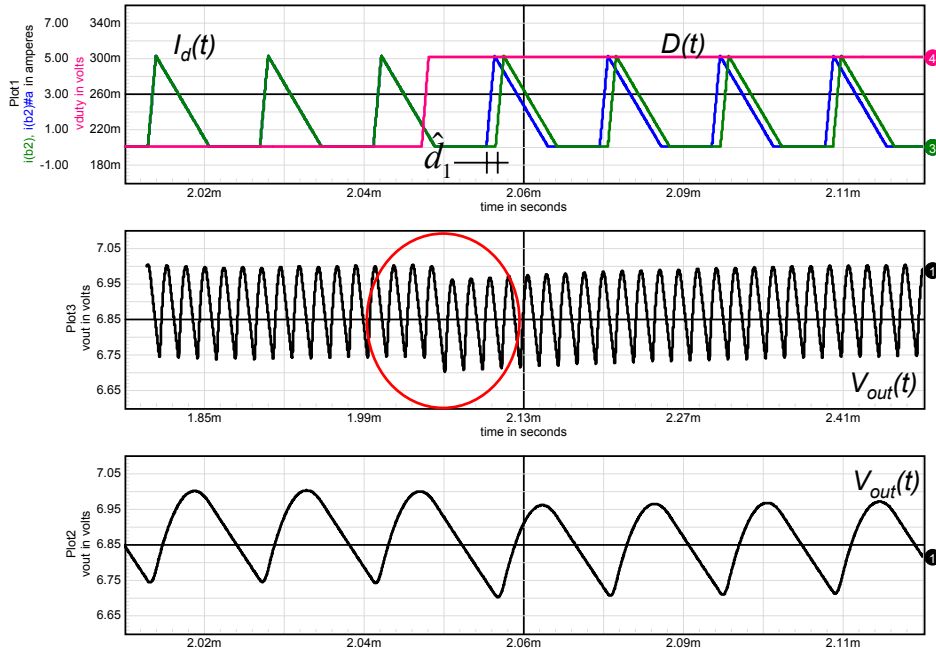 7.00
340m
I_d(t)
D(t)
5.00
300m
4
Plot1
i(b2), i(b2)#a in amperes
vduty in volts
3.00
260m
1.00
220m
d̂₁
-1.00
180m
3
2.02m
2.04m
2.06m
2.09m
2.11m
time in seconds
7.05
6.95
1
Plot3
vout in volts
6.85
6.75
6.65
V_out(t)
1.85m
1.99m
2.13m
2.27m
2.41m
time in seconds
7.05
V_out(t)
6.95
Plot2
vout in volts
6.85
1
6.75
6.65
2.02m
2.04m
2.06m
2.09m
2.11m
time in seconds